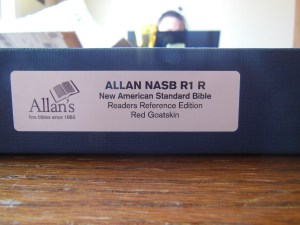 Allan's
fine bibles since 1863
ALLAN NASB R1 R
New American Standard Bible
Readers Reference Edition
Red Goatskin